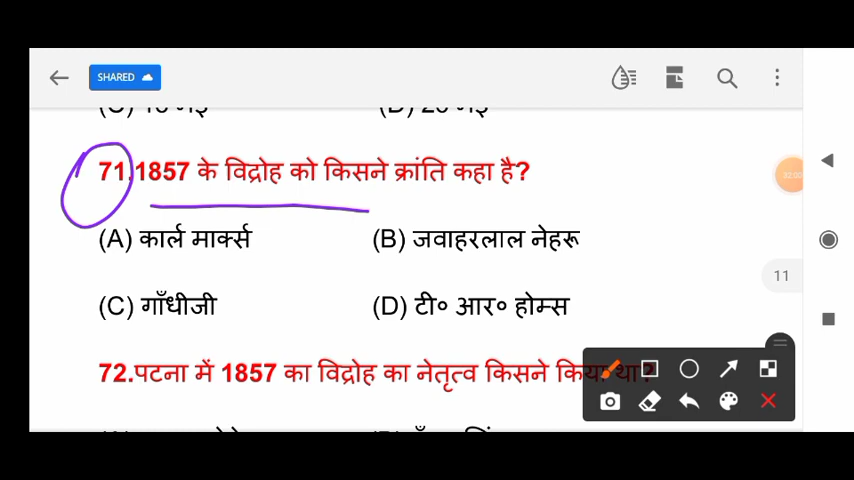 SHARED
71.1857 के विद्रोह को किसने क्रांति कहा है?
(A) कार्ल मार्क्स (B) जवाहरलाल नेहरू
(C) गाँधीजी (D) टी० आर० होम्स
11
72.पटना में 1857 का विद्रोह का नेतृत्व किसने किया था?